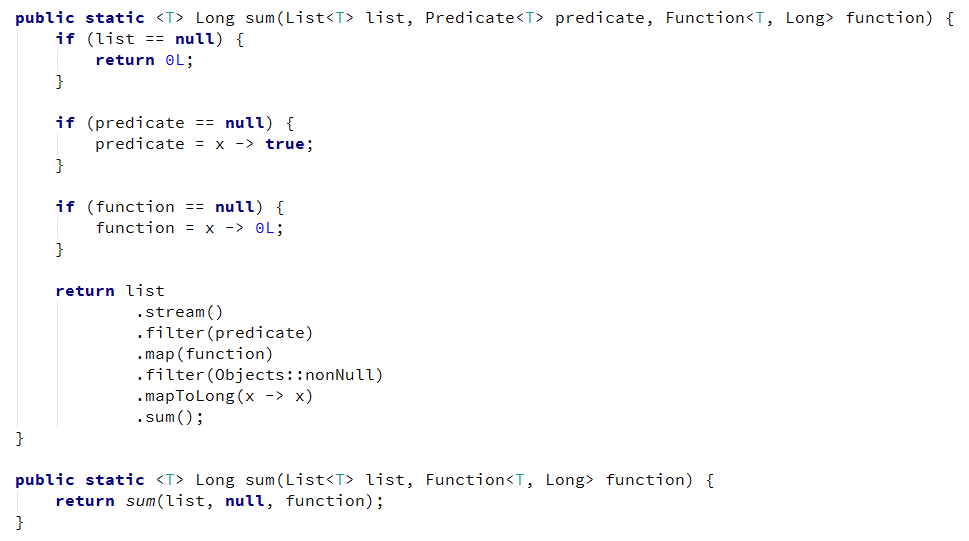 public static <T> Long sum(List<T> list, Predicate<T> predicate, Function<T, Long> function) {
    if (list == null) {
        return 0L;
    }

    if (predicate == null) {
        predicate = x -> true;
    }

    if (function == null) {
        function = x -> 0L;
    }

    return list
            .stream()
            .filter(predicate)
            .map(function)
            .filter(Objects::nonNull)
            .mapToLong(x -> x)
            .sum();
}

public static <T> Long sum(List<T> list, Function<T, Long> function) {
    return sum(list, null, function);
}